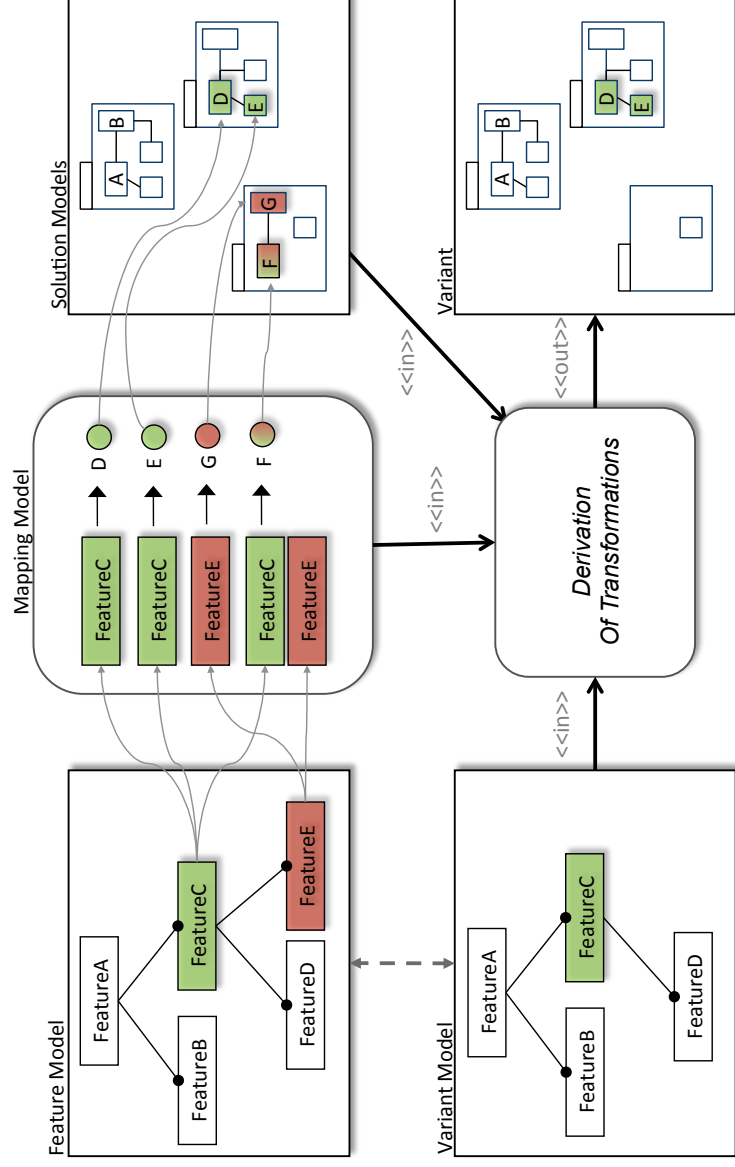 Feature Model
FeatureA
FeatureB
FeatureC
FeatureD
FeatureE
Mapping Model
FeatureC
D
FeatureC
E
FeatureE
G
FeatureC
FeatureE
F
Solution Models
A
B
D
E
F
G
<<in>>
<<in>>
<<in>>
<<out>>
Variant Model
FeatureA
FeatureB
FeatureC
FeatureD
Derivation
Of Transformations
Variant
A
B
D
E